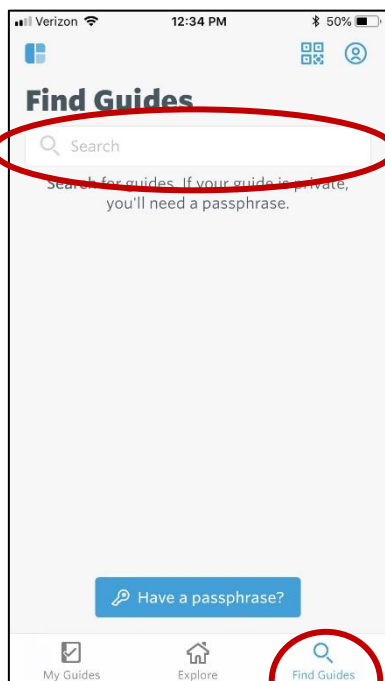 Verizon 12:34 PM 50%
Find Guides
Search
Search for guides. If your guide is private,
you'll need a passphrase.
Have a passphrase?
My Guides Explore Find Guides